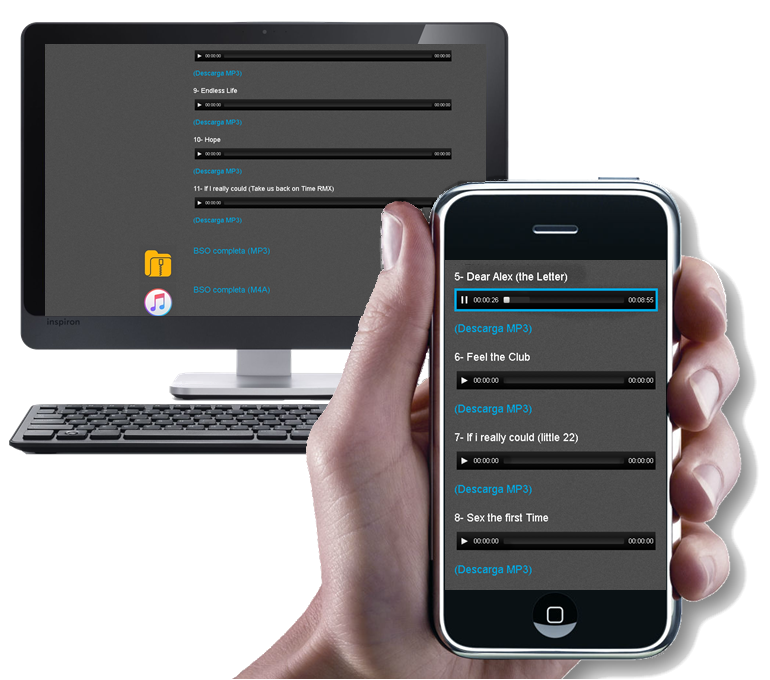 00:00:00 00:00:00
(Descarga MP3)
9- Endless Life
00:00:00 00:00:00
(Descarga MP3)
10- Hope
00:00:00 00:00:00
(Descarga MP3)
11- If I really could (Take us back on Time RMX)
00:00:00
(Descarga MP3)
BSO completa (MP3)
BSO completa (M4A)
inspiron
5- Dear Alex (the Letter)
00:00:26 00:08:55
(Descarga MP3)
6- Feel the Club
00:00:00 00:00:00
(Descarga MP3)
7- If i really could (little 22)
00:00:00 00:00:00
(Descarga MP3)
8- Sex the first Time
00:00:00 00:00:00
(Descarga MP3)